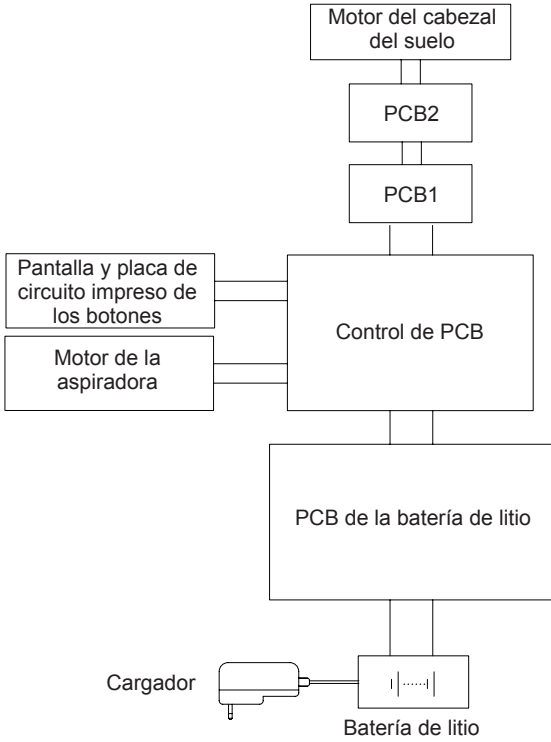 Motor del cabezal
del suelo
PCB2
PCB1
Pantalla y placa de
circuito impreso de
los botones
Control de PCB
Motor de la
aspiradora
PCB de la batería de litio
Cargador
Batería de litio